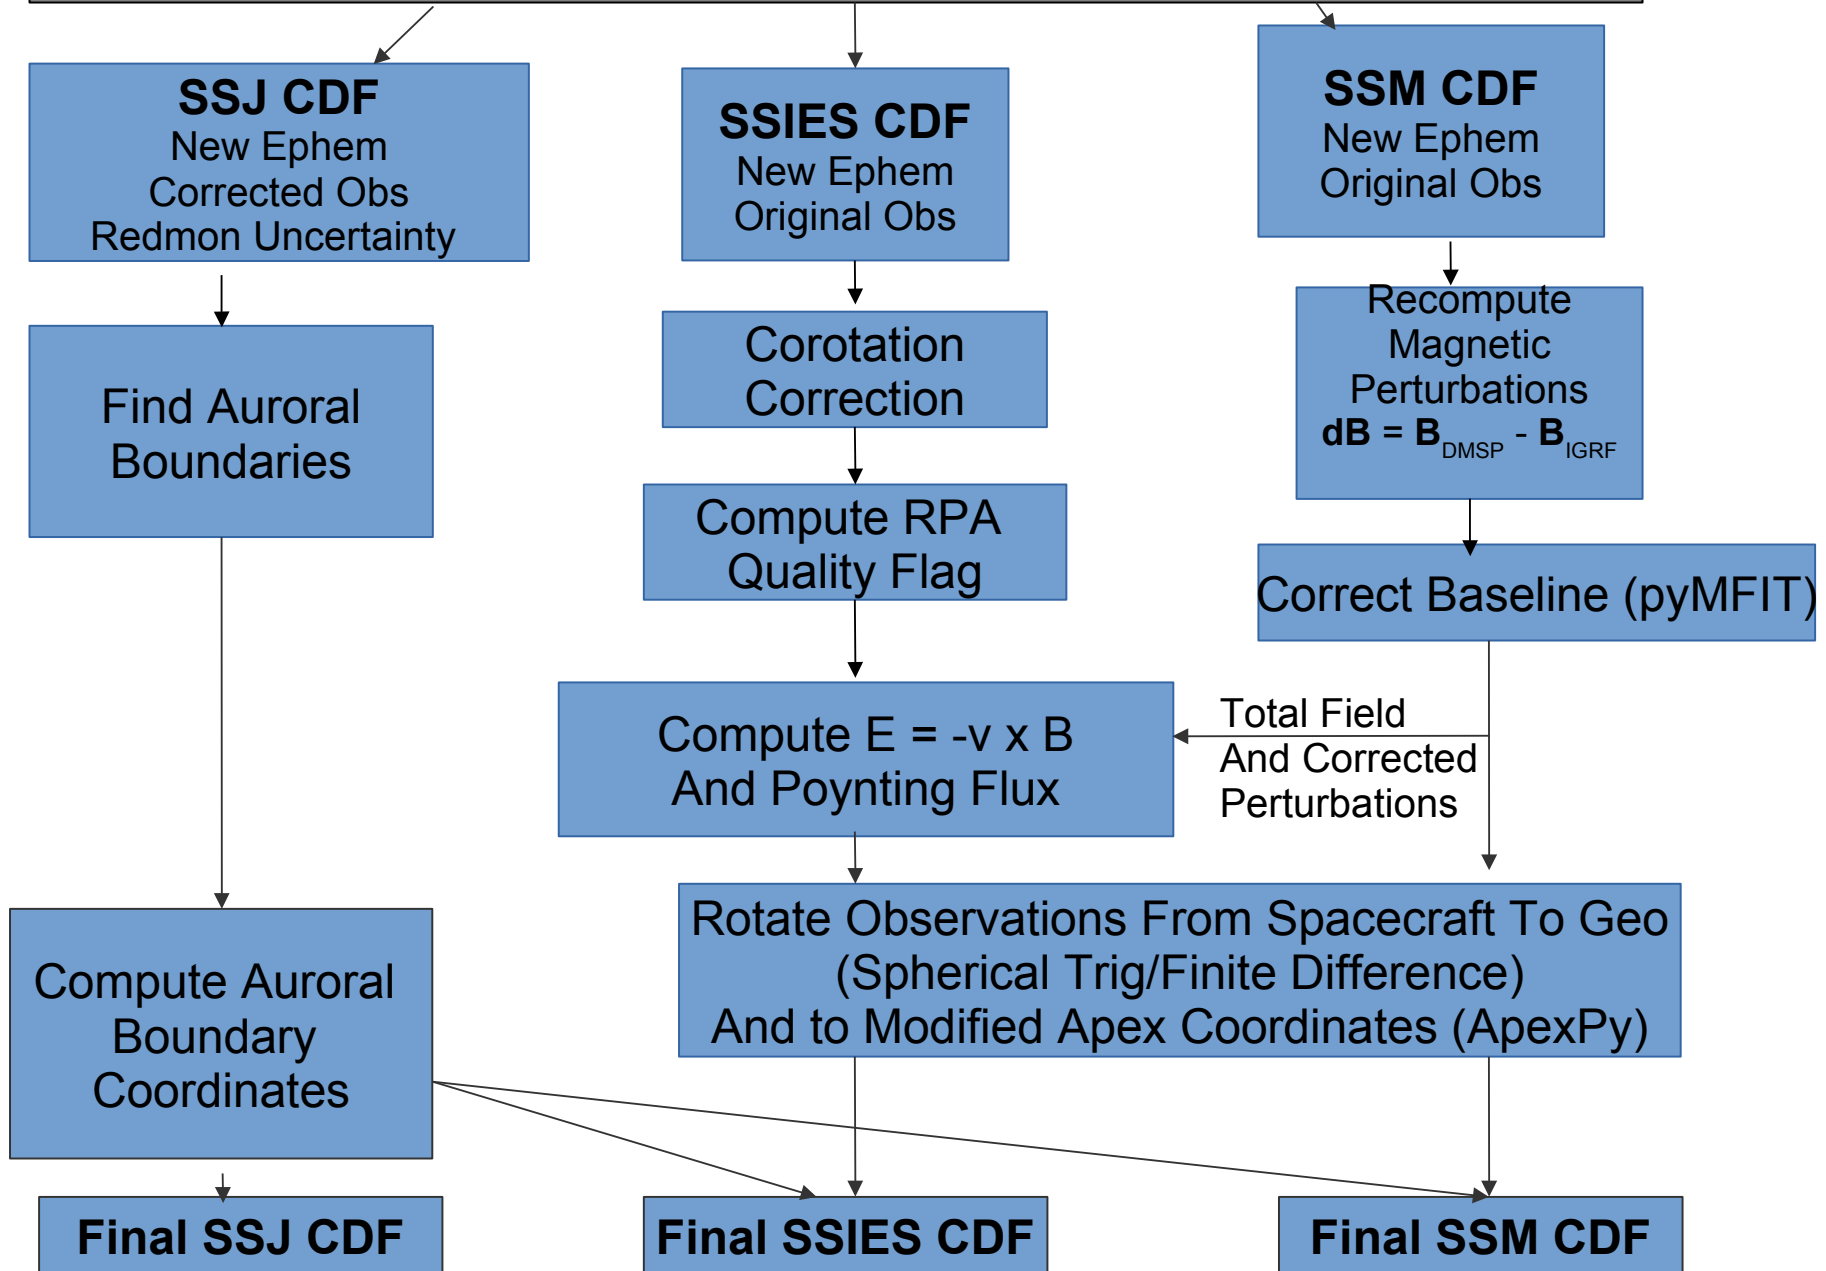 SSJ CDF
New Ephem
Corrected Obs
Redmon Uncertainty
SSIES CDF
New Ephem
Original Obs
SSM CDF
New Ephem
Original Obs
Find Auroral
Boundaries
Corotation
Correction
Recompute
Magnetic
Perturbations
dB = B_DMSP - B_IGRF
Compute RPA
Quality Flag
Correct Baseline (pyMFIT)
Compute E = -v x B
And Poynting Flux
Total Field
And Corrected
Perturbations
Compute Auroral
Boundary
Coordinates
Rotate Observations From Spacecraft To Geo
(Spherical Trig/Finite Difference)
And to Modified Apex Coordinates (ApexPy)
Final SSJ CDF
Final SSIES CDF
Final SSM CDF